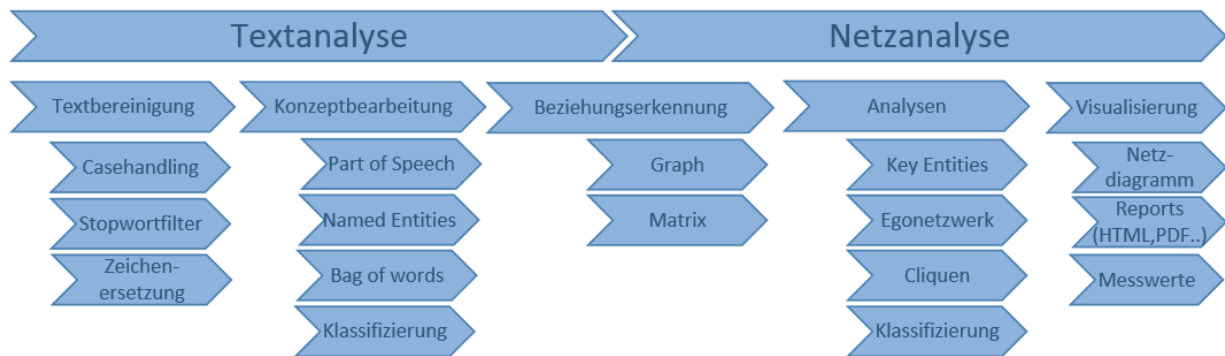 Textanalyse
Netzanalyse
Textbereinigung
Konzeptbearbeitung
Beziehungserkennung
Analysen
Visualisierung
Casehandling
Stopwortfilter
Zeichen-
ersetzung
Part of Speech
Named Entities
Bag of words
Klassifizierung
Graph
Matrix
Key Entities
Egonetzwerk
Cliquen
Klassifizierung
Netz-
diagramm
Reports
(HTML,PDF..)
Messwerte